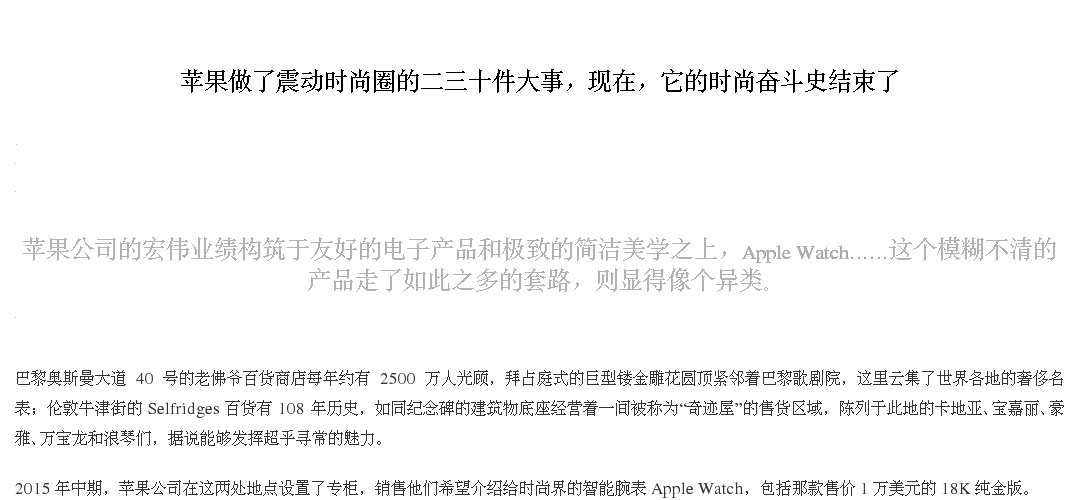 苹果做了震动时尚圈的二三十件大事，现在，它的时尚奋斗史结束了
苹果公司的宏伟业绩构筑于友好的电子产品和极致的简洁美学之上，Apple Watch……这个模糊不清的
产品走了如此之多的套路，则显得像个异类。
巴黎奥斯曼大道 40 号的老佛爷百货商店每年约有 2500 万人光顾，拜占庭式的巨型镂金雕花圆顶紧邻着巴黎歌剧院，这里云集了世界各地的奢侈名
表；伦敦牛津街的 Selfridges 百货有 108 年历史，如同纪念碑的建筑物底座经营着一间被称为“奇迹屋”的售货区域，陈列于此地的卡地亚、宝嘉丽、豪
雅、万宝龙和浪琴们，据说能够发挥超乎寻常的魅力。
2015 年中期，苹果公司在这两处地点设置了专柜，销售他们希望介绍给时尚界的智能腕表 Apple Watch，包括那款售价 1 万美元的 18K 纯金版。